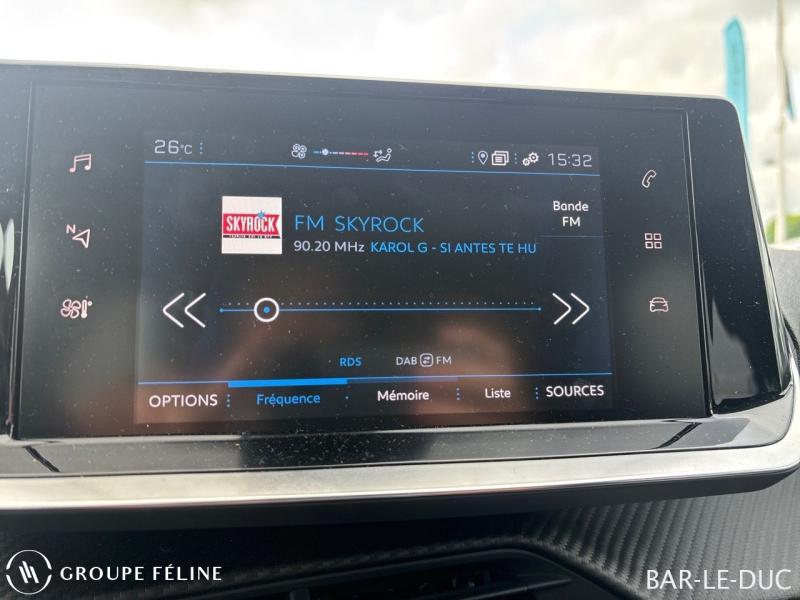 26°C
15:32
SKYROCK
FM SKYROCK
90.20 MHz KAROL G - SI ANTES TE HU
Bande
FM
N
RDS DAB FM
OPTIONS Fréquence Mémoire Liste SOURCES
GROUPE FÉLINE
BAR-LE-DUC